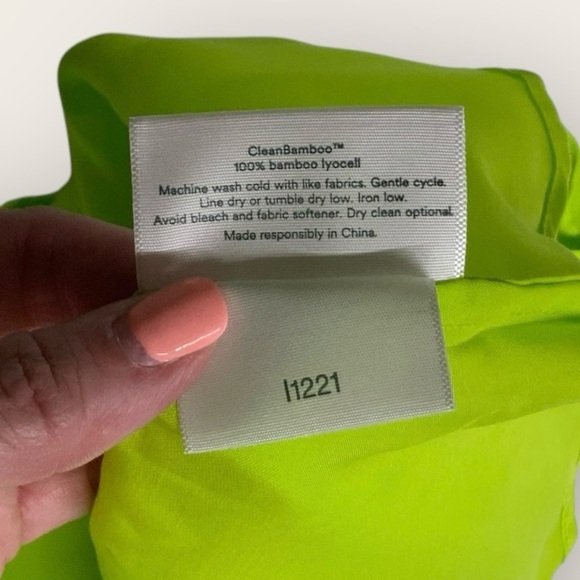 CleanBamboo™
100% bamboo lyocell
Machine wash cold with like fabrics. Gentle cycle.
Line dry or tumble dry low. Iron low.
Avoid bleach and fabric softener. Dry clean optional.
Made responsibly in China.
I1221